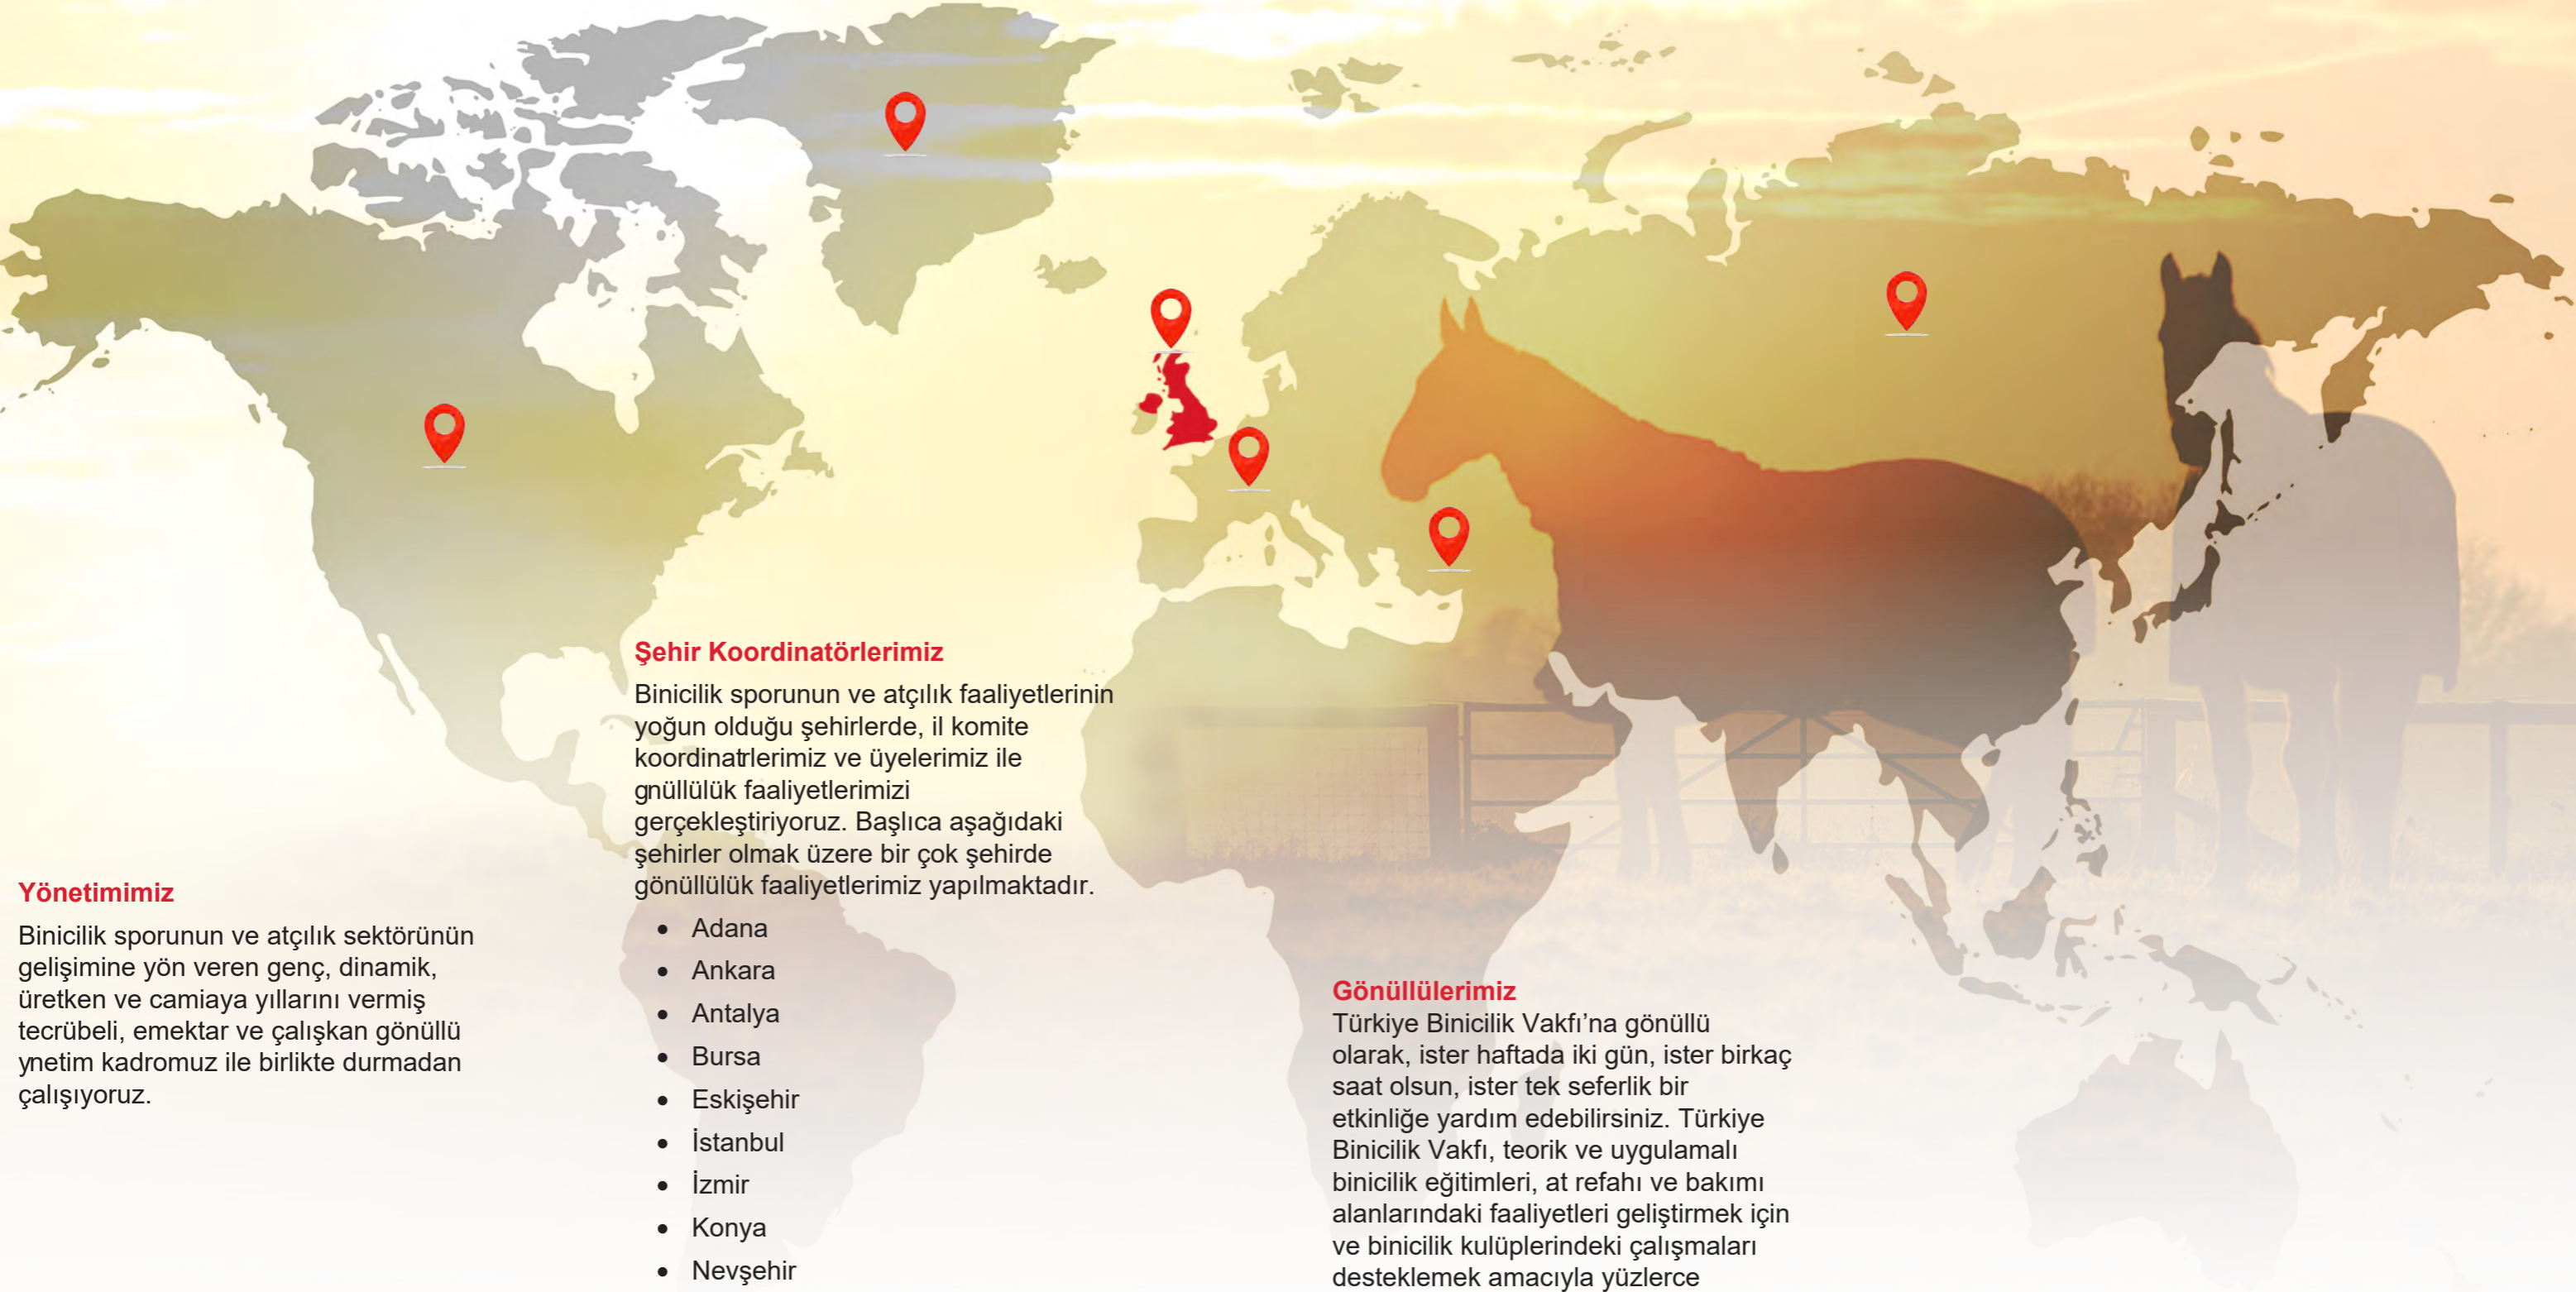 Yönetimimiz
Binicilik sporunun ve atçılık sektörünün
gelişimine yön veren genç, dinamik,
üretken ve camiaya yıllarını vermiş
tecrübeli, emektar ve çalışkan gönüllü
ynetim kadromuz ile birlikte durmadan
çalışıyoruz.
Şehir Koordinatörlerimiz
Binicilik sporunun ve atçılık faaliyetlerinin
yoğun olduğu şehirlerde, il komite
koordinatrlerimiz ve üyelerimiz ile
gnüllülük faaliyetlerimizi
gerçekleştiriyoruz. Başlıca aşağıdaki
şehirler olmak üzere bir çok şehirde
gönüllülük faaliyetlerimiz yapılmaktadır.
• Adana
• Ankara
• Antalya
• Bursa
• Eskişehir
• İstanbul
• İzmir
• Konya
• Nevşehir
Gönüllülerimiz
Türkiye Binicilik Vakfı’na gönüllü
olarak, ister haftada iki gün, ister birkaç
saat olsun, ister tek seferlik bir
etkinliğe yardım edebilirsiniz. Türkiye
Binicilik Vakfı, teorik ve uygulamalı
binicilik eğitimleri, at refahı ve bakımı
alanlarındaki faaliyetleri geliştirmek için
ve binicilik kulüplerindeki çalışmaları
desteklemek amacıyla yüzlerce